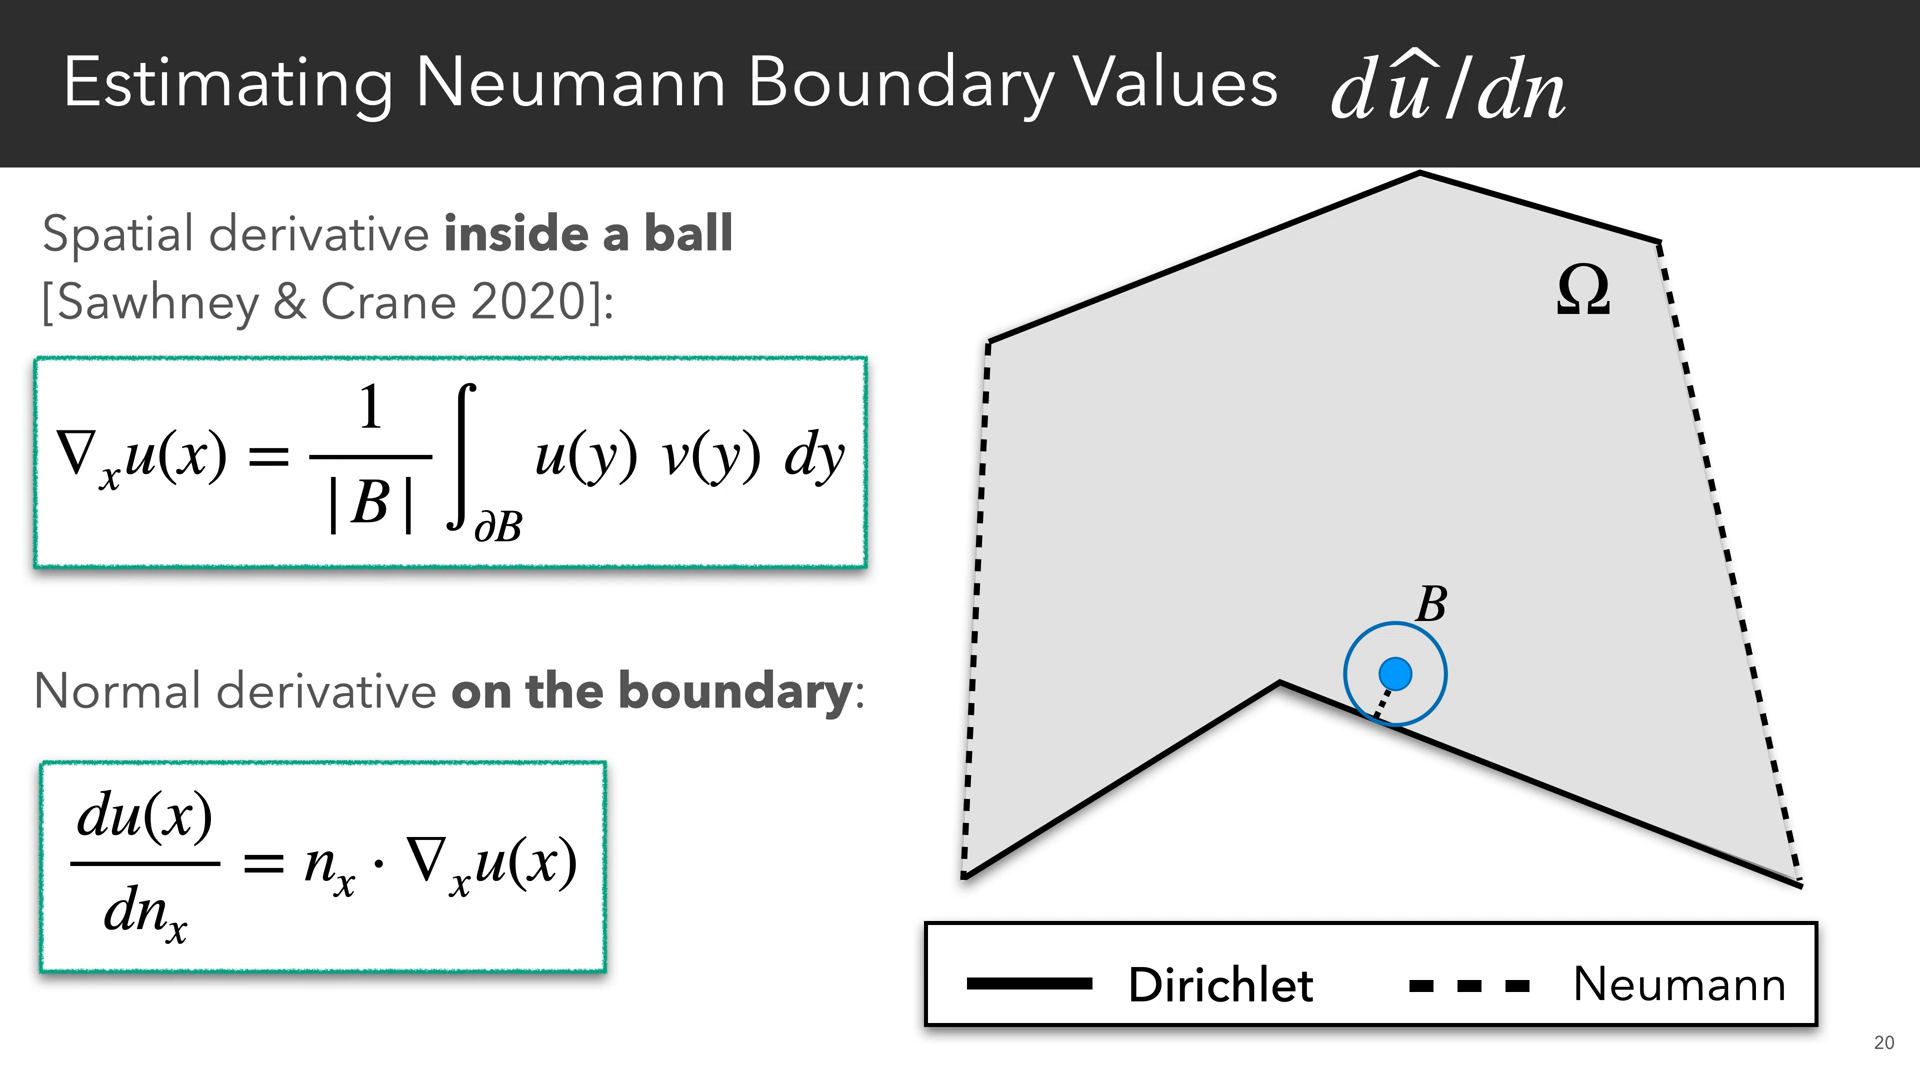 Estimating Neumann Boundary Values dû/dn
Spatial derivative inside a ball
[Sawhney & Crane 2020]:
∇ₓu(x) = 1/|B| ∫_∂B u(y) v(y) dy
Normal derivative on the boundary:
du(x)/dnₓ = nₓ · ∇ₓu(x)
Ω
B
Dirichlet Neumann
20